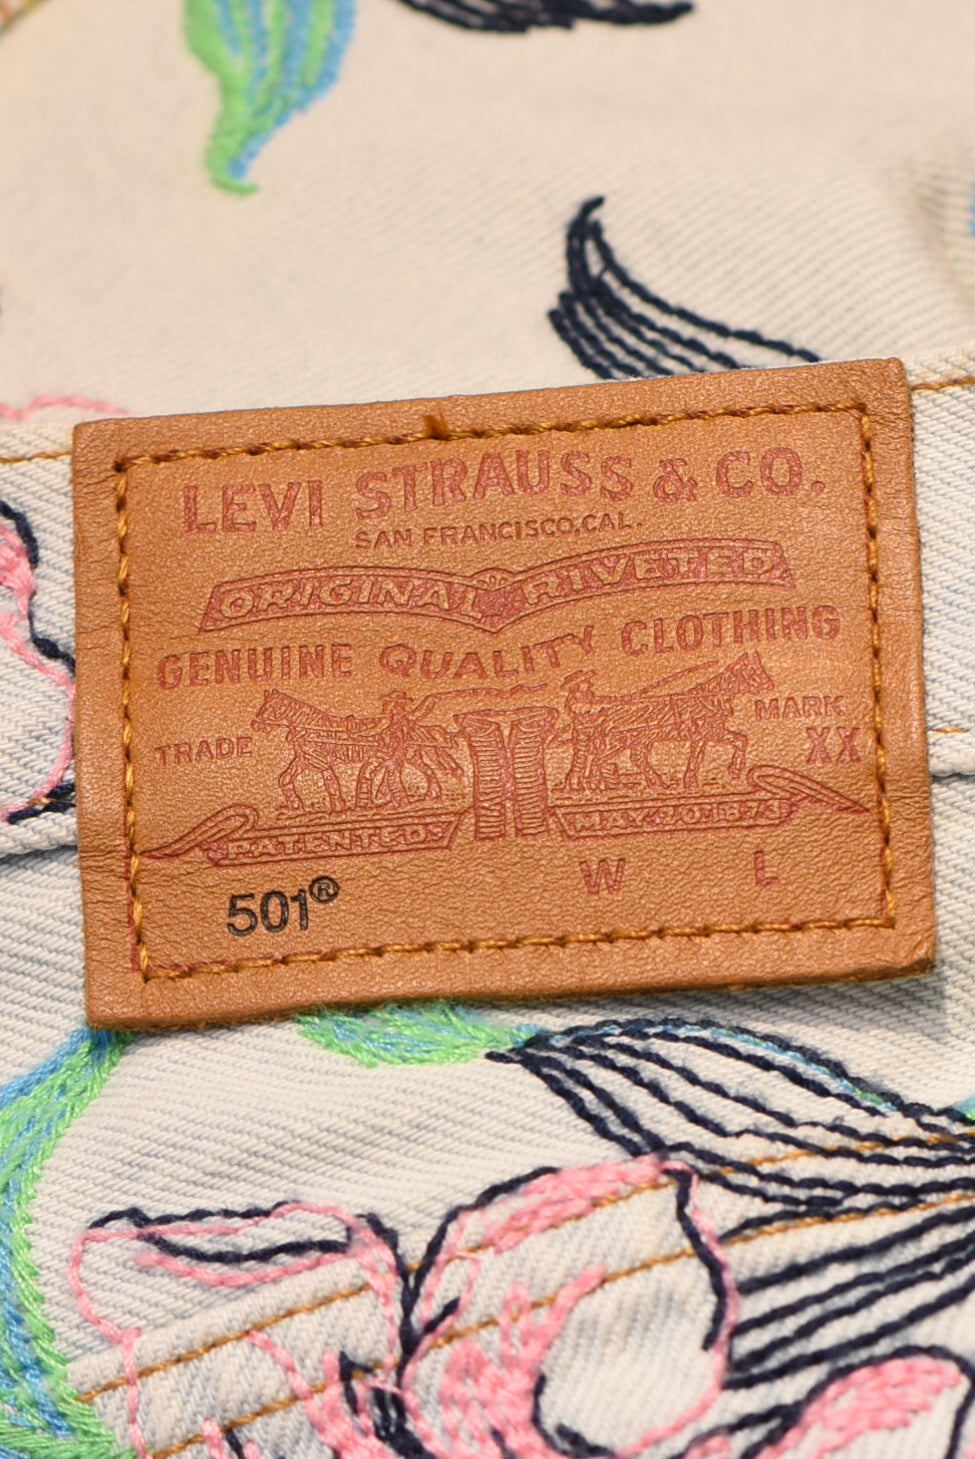 LEVI STRAUSS & CO.
SAN FRANCISCO, CAL.
ORIGINAL RIVETED
GENUINE QUALITY CLOTHING
TRADE MARK
XX
PATENTED MAY 20 1873
501® W L